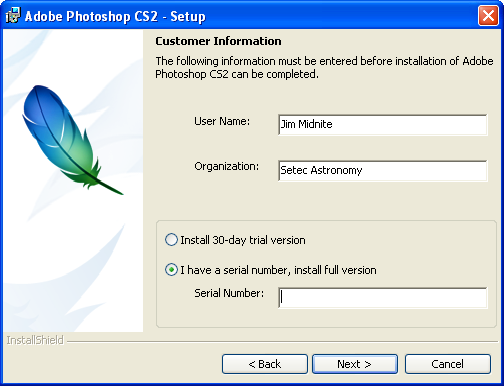 Adobe Photoshop CS2 - Setup
Customer Information
The following information must be entered before installation of Adobe
Photoshop CS2 can be completed.
User Name: Jim Midnite
Organization: Setec Astronomy
Install 30-day trial version
I have a serial number, install full version
Serial Number:
InstallShield
< Back Next > Cancel